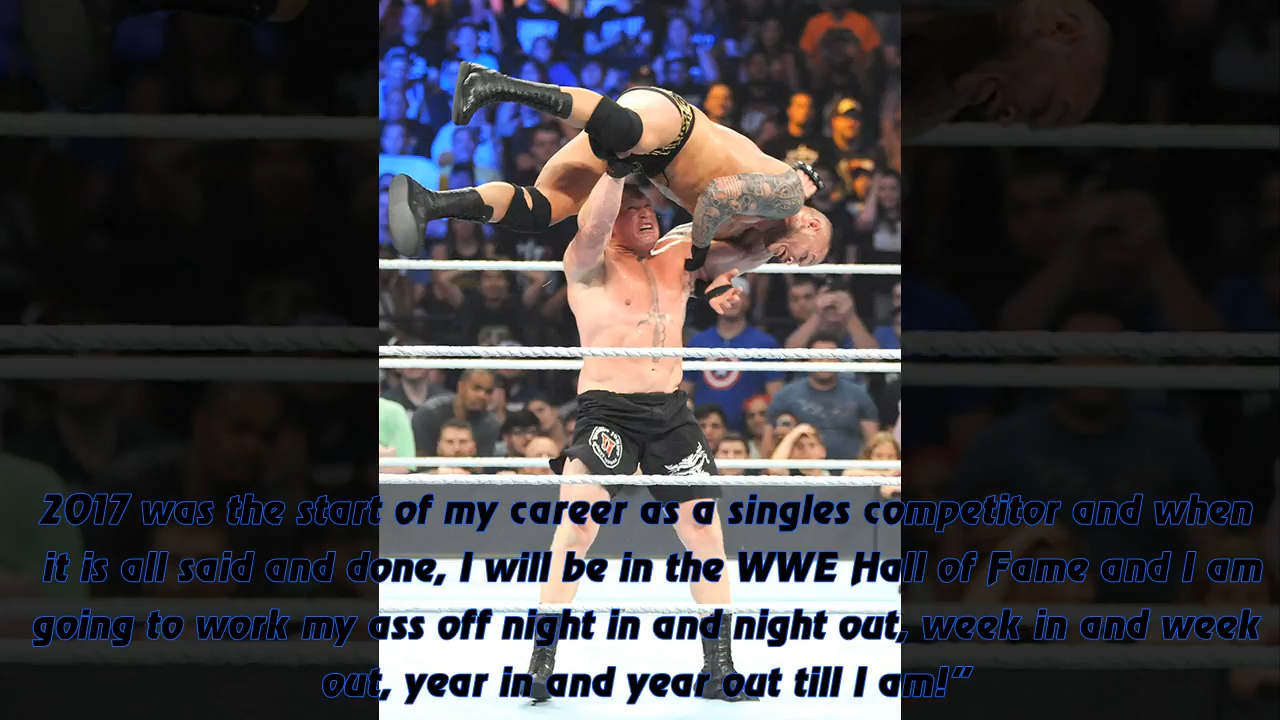 2017 was the start of my career as a singles competitor and when
it is all said and done, I will be in the WWE Hall of Fame and I am
going to work my ass off night in and night out, week in and week
out, year in and year out till I am!”